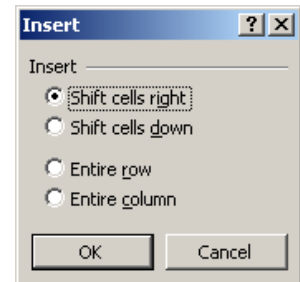 Insert
Insert
Shift cells right
Shift cells down
Entire row
Entire column
OK Cancel